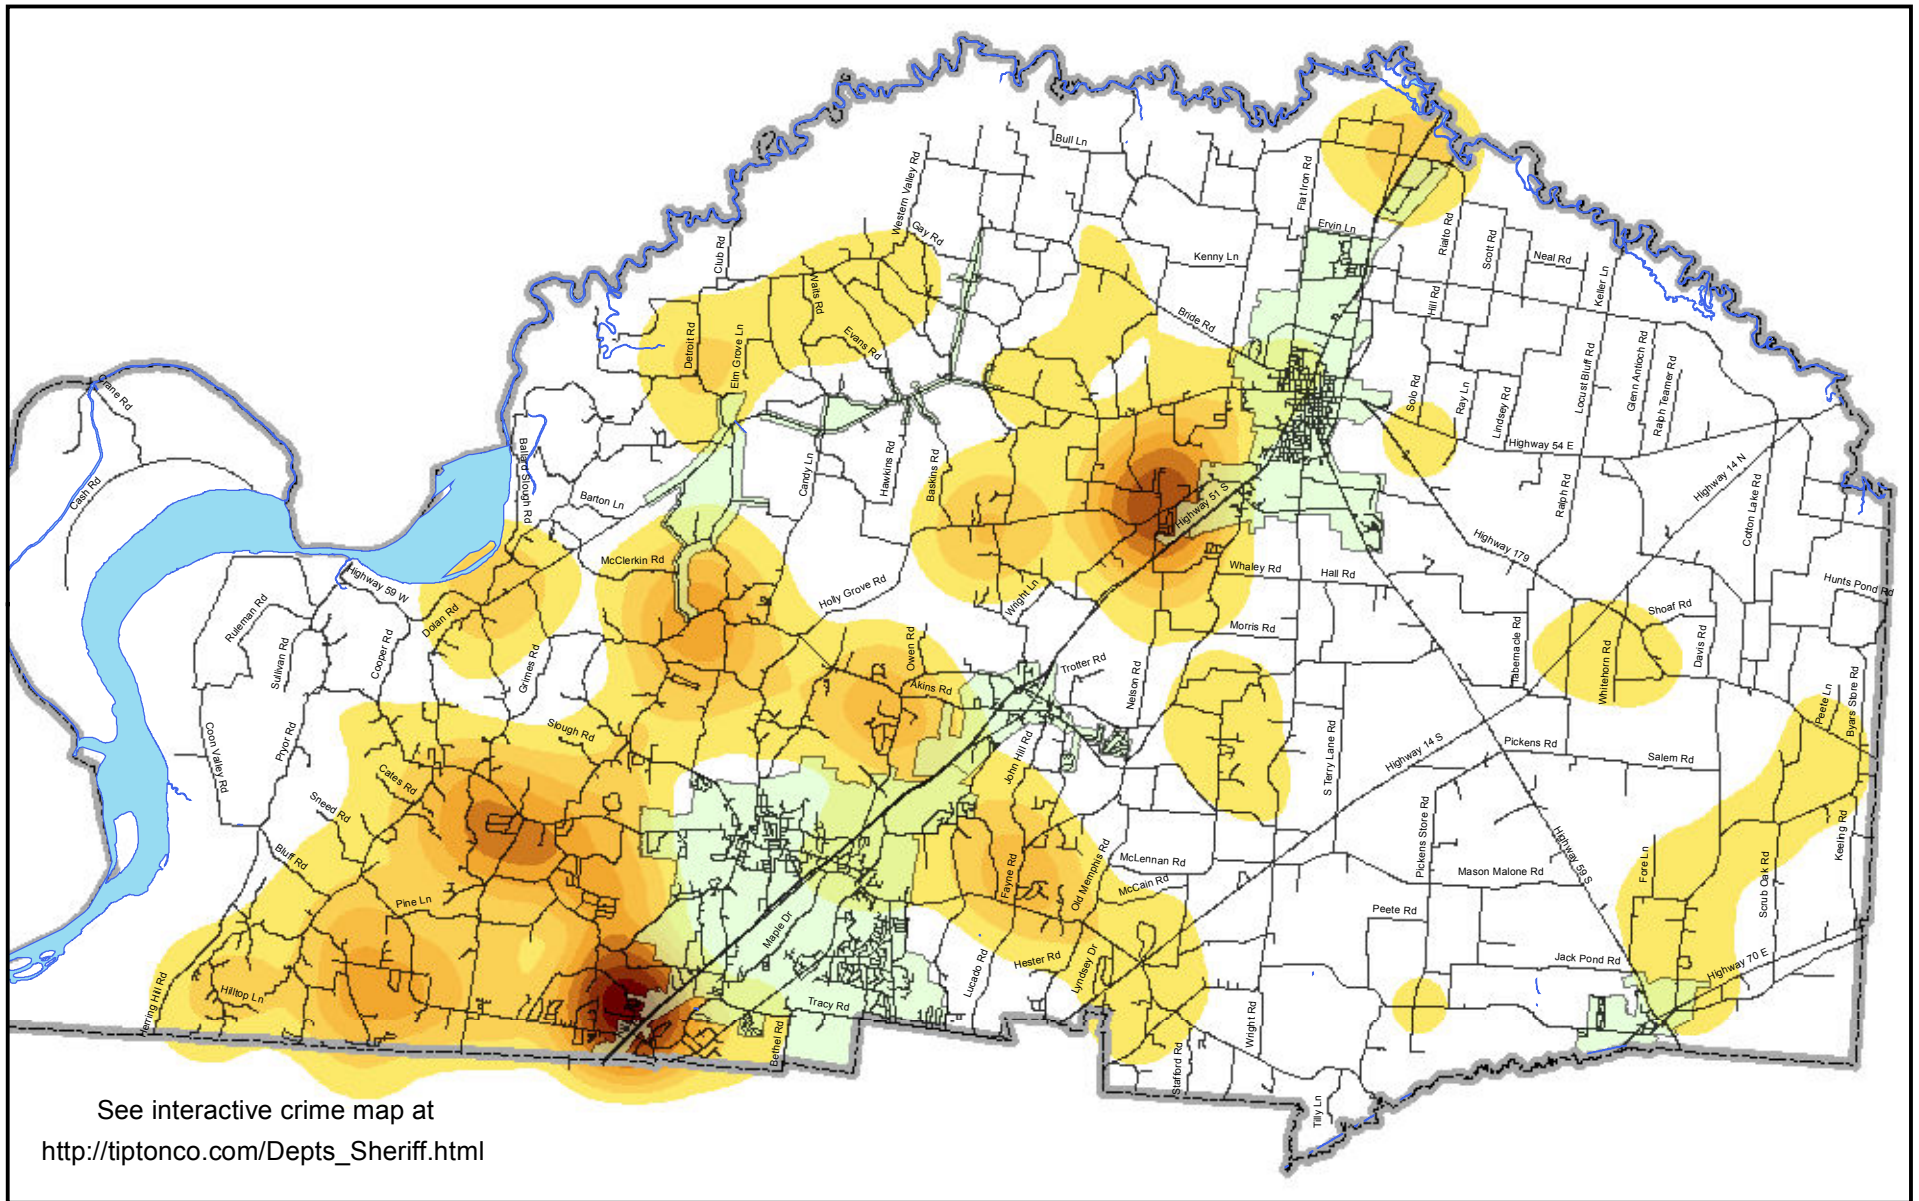 Bull Ln
Western Valley Rd
Flat Iron Rd
Gay Rd
Club Rd
Ervin Ln
Rialto Rd
Scott Rd
Kenny Ln
Neal Rd
Keller Ln
Waits Rd
Hill Rd
Bride Rd
Detroit Rd
Elm Grove Ln
Evans Rd
Crane Rd
Solo Rd
Ray Ln
Lindsey Rd
Locust Bluff Rd
Glenn Antioch Rd
Ralph Teamer Rd
Highway 54 E
Ballard Slough Rd
Candy Ln
Hawkins Rd
Baskins Rd
Cash Rd
Barton Ln
Highway 51 S
Ralph Rd
Highway 14 N
Cotton Lake Rd
Highway 179
McClerkin Rd
Highway 59 W
Holly Grove Rd
Wright Ln
Whaley Rd
Hall Rd
Hunts Pond Rd
Ruleman Rd
Dolan Rd
Shoaf Rd
Morris Rd
Sullivan Rd
Cooper Rd
Grimes Rd
Owen Rd
Trotter Rd
Tabernacle Rd
Whitehorn Rd
Davis Rd
Akins Rd
Nelson Rd
Peete Ln
Byars Store Rd
Coon Valley Rd
Pryor Rd
Slough Rd
John Hill Rd
S Terry Lane Rd
Highway 14 S
Pickens Rd
Salem Rd
Cates Rd
Sneed Rd
Pickens Store Rd
Highway 59 S
Keeling Rd
Bluff Rd
Fayne Rd
Old Memphis Rd
McLennan Rd
McCain Rd
Mason Malone Rd
Fore Ln
Scrub Oak Rd
Pine Ln
Peete Rd
Maple Dr
Lucado Rd
Hester Rd
Lyndsey Dr
Jack Pond Rd
Highway 70 E
Herring Hill Rd
Hilltop Ln
Tracy Rd
Bethel Rd
Wright Rd
Stafford Rd
Tilly Ln
See interactive crime map at
http://tiptonco.com/Depts_Sheriff.html